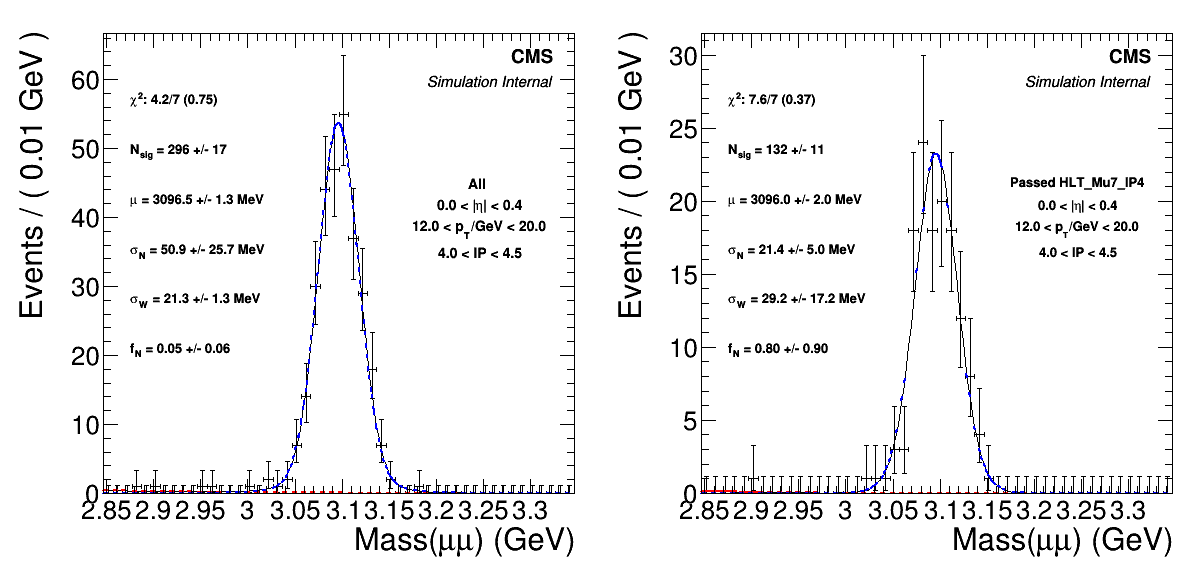 CMS
Simulation Internal
χ²: 4.2/7 (0.75)
N_sig = 296 +/- 17
μ = 3096.5 +/- 1.3 MeV
σ_N = 50.9 +/- 25.7 MeV
σ_W = 21.3 +/- 1.3 MeV
f_N = 0.05 +/- 0.06
All
0.0 < |η| < 0.4
12.0 < p_T/GeV < 20.0
4.0 < IP < 4.5
Events / ( 0.01 GeV )
60
50
40
30
20
10
0
2.85 2.9 2.95 3 3.05 3.1 3.15 3.2 3.25 3.3
Mass(μμ) (GeV)
CMS
Simulation Internal
χ²: 7.6/7 (0.37)
N_sig = 132 +/- 11
μ = 3096.0 +/- 2.0 MeV
σ_N = 21.4 +/- 5.0 MeV
σ_W = 29.2 +/- 17.2 MeV
f_N = 0.80 +/- 0.90
Passed HLT_Mu7_IP4
0.0 < |η| < 0.4
12.0 < p_T/GeV < 20.0
4.0 < IP < 4.5
Events / ( 0.01 GeV )
30
25
20
15
10
5
0
2.85 2.9 2.95 3 3.05 3.1 3.15 3.2 3.25 3.3
Mass(μμ) (GeV)